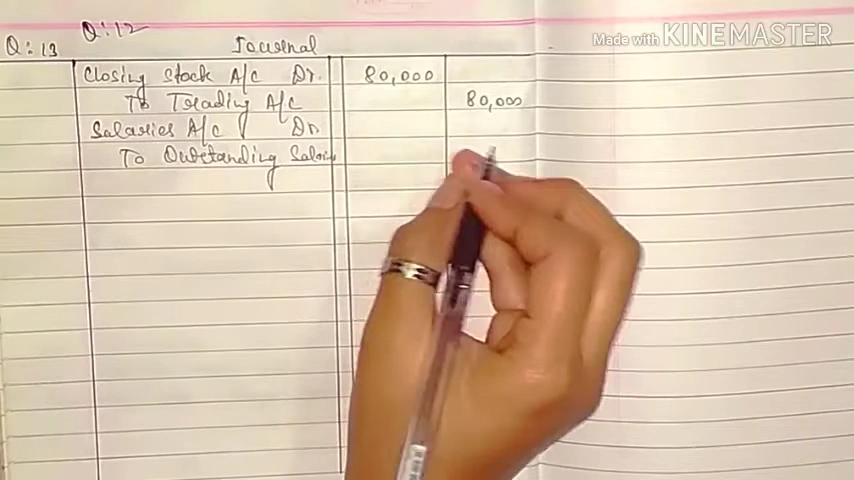 Q:12
Q:13 Journal
Made with KINEMASTER
Closing Stock A/C Dr. 80,000
To Trading A/C 80,000
Salaries A/C Dr.
To Outstanding Salaries